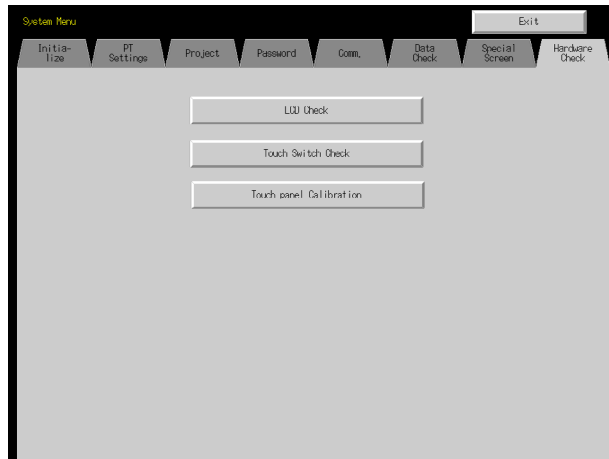 System Menu
Exit
Initia-
lize
PT
Settings
Project
Password
Comm.
Data
Check
Special
Screen
Hardware
Check
LCD Check
Touch Switch Check
Touch panel Calibration